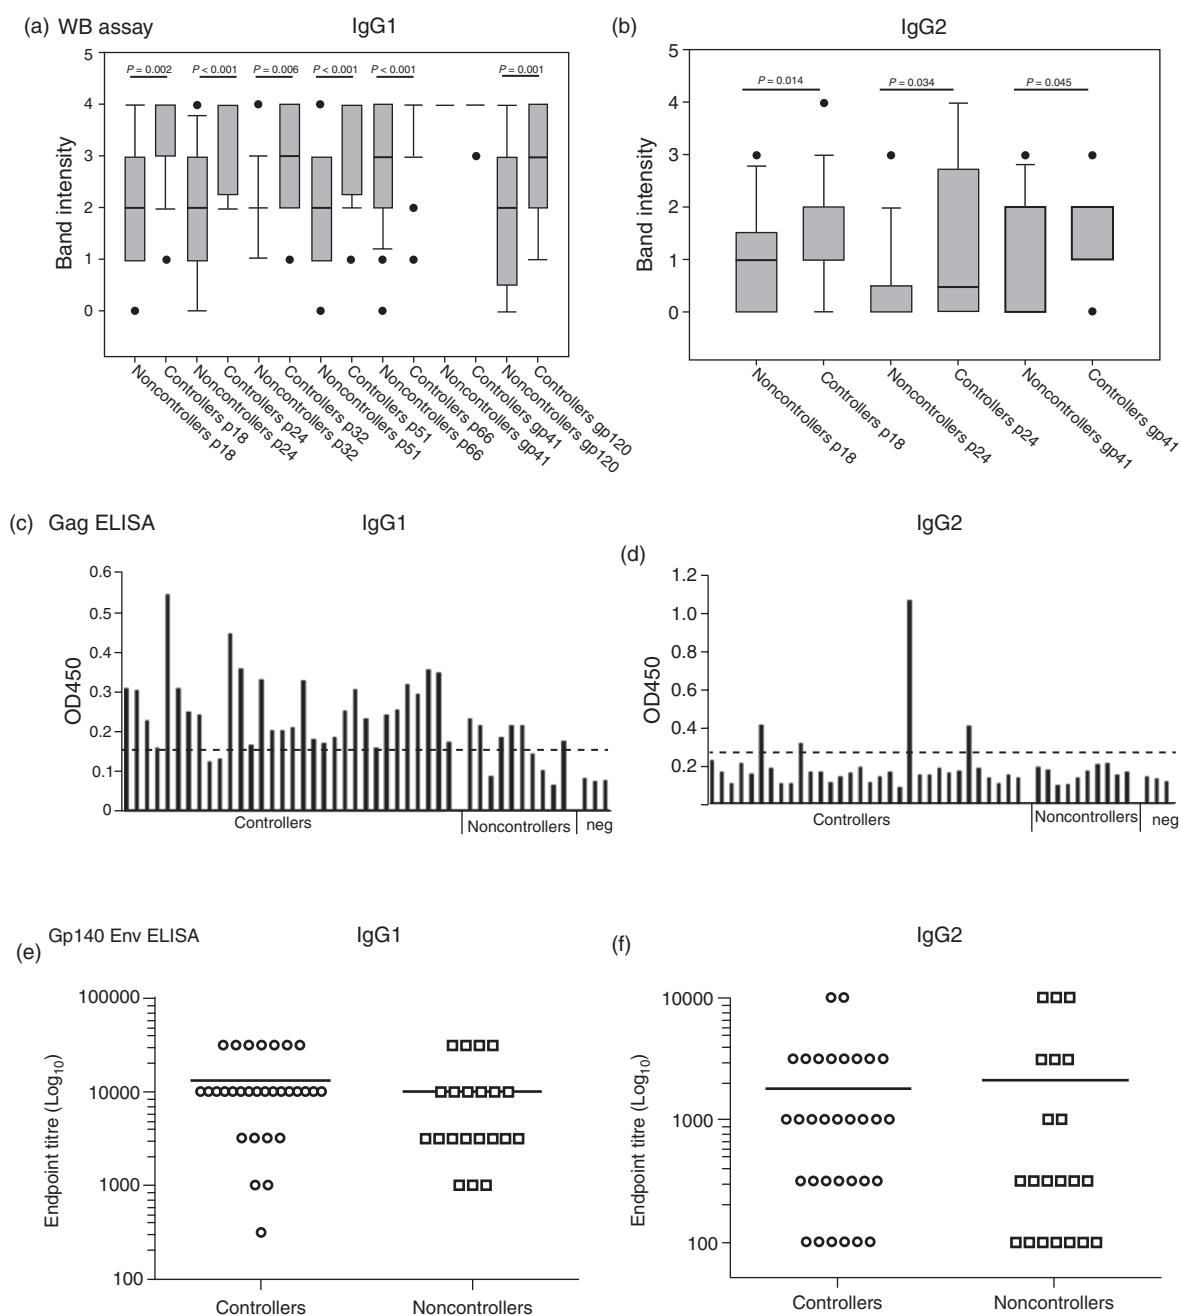 (a) WB assay IgG1
5
4
3
2
1
0
Band intensity
P = 0.002 P < 0.001 P = 0.006 P < 0.001 P < 0.001 P = 0.001
Noncontrollers p18
Controllers p18
Noncontrollers p24
Controllers p24
Noncontrollers p32
Controllers p32
Noncontrollers p51
Controllers p51
Noncontrollers p66
Controllers p66
Noncontrollers gp41
Controllers gp41
Noncontrollers gp120
Controllers gp120
(b) IgG2
5
4
3
2
1
0
Band intensity
P = 0.014 P = 0.034 P = 0.045
Noncontrollers p18
Controllers p18
Noncontrollers p24
Controllers p24
Noncontrollers gp41
Controllers gp41
(c) Gag ELISA IgG1
0.6
0.5
0.4
0.3
0.2
0.1
0
OD450
Controllers Noncontrollers neg
(d) IgG2
1.2
1.0
0.8
0.6
0.4
0.2
OD450
Controllers Noncontrollers neg
(e) Gp140 Env ELISA IgG1
100000
10000
1000
100
Endpoint titre (Log10)
Controllers Noncontrollers
(f) IgG2
10000
1000
100
Endpoint titre (Log10)
Controllers Noncontrollers